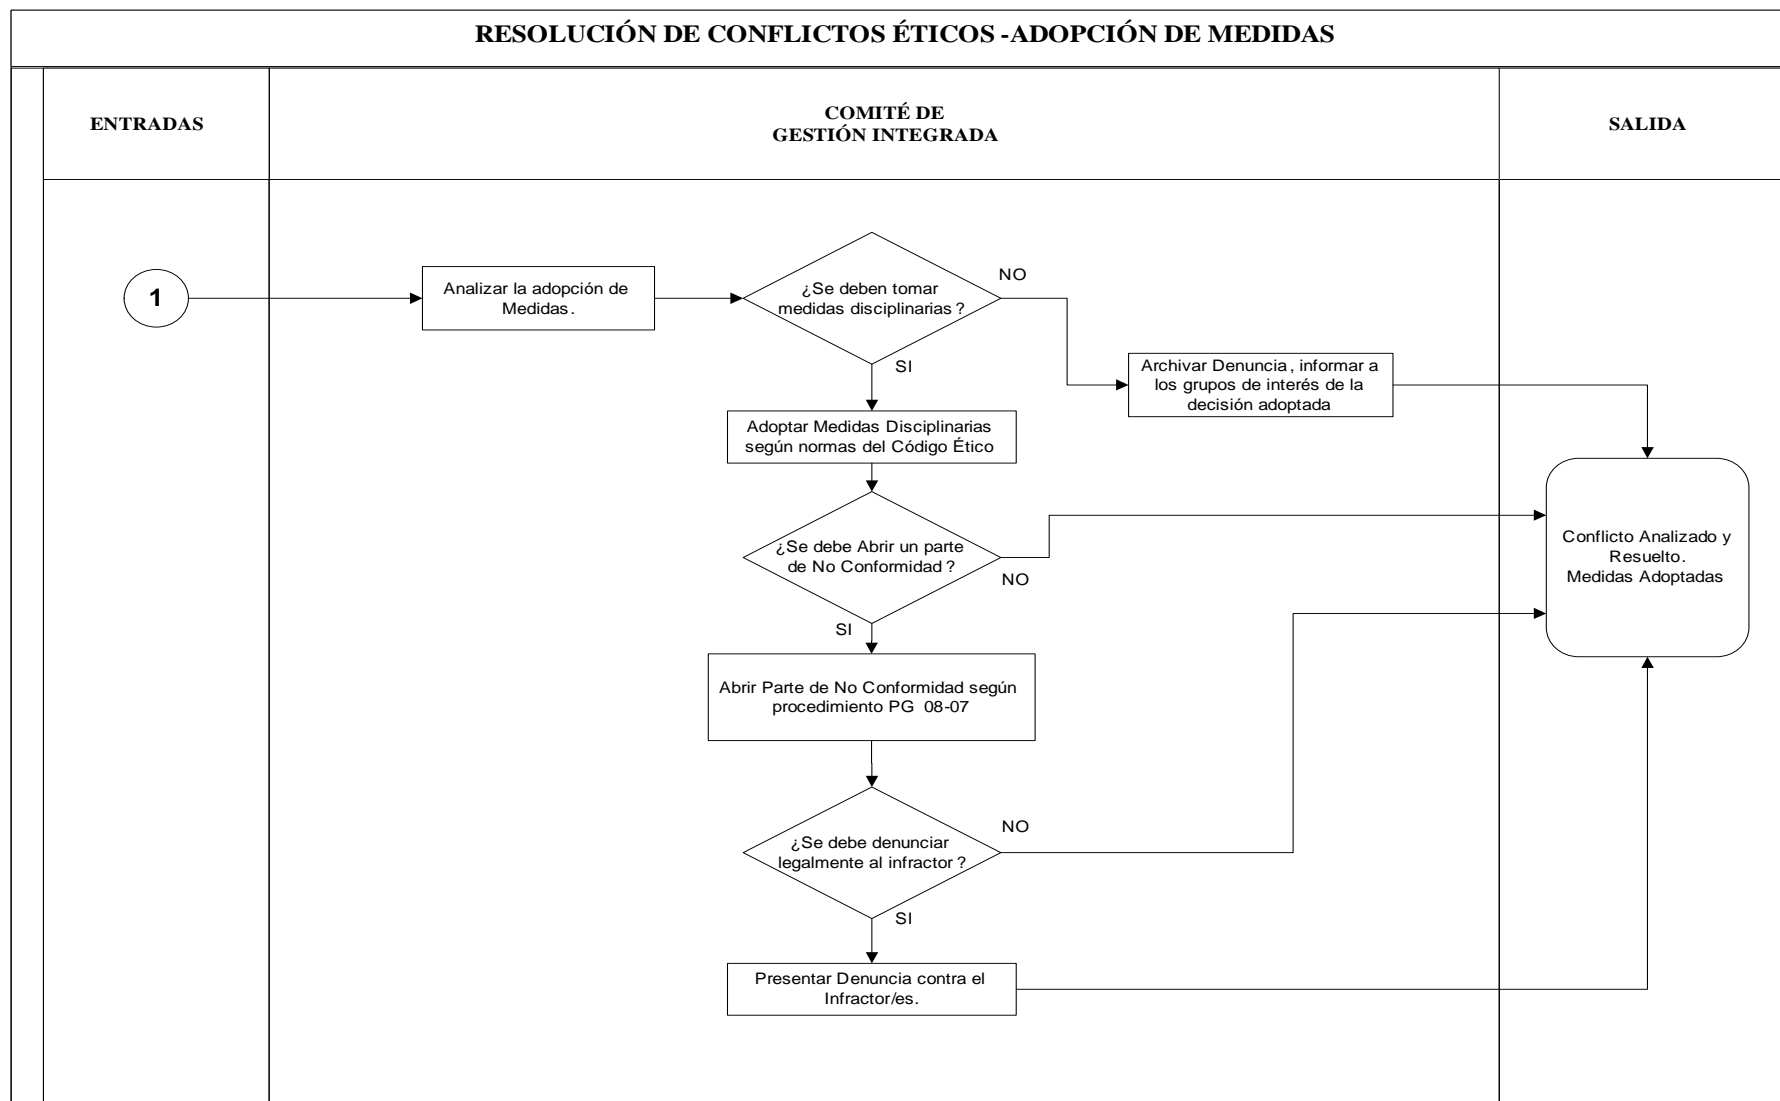 RESOLUCIÓN DE CONFLICTOS ÉTICOS -ADOPCIÓN DE MEDIDAS
ENTRADAS
COMITÉ DE
GESTIÓN INTEGRADA
SALIDA
1
Analizar la adopción de
Medidas.
¿Se deben tomar
medidas disciplinarias?
NO
SI
Archivar Denuncia, informar a
los grupos de interés de la
decisión adoptada
Adoptar Medidas Disciplinarias
según normas del Código Ético
¿Se debe Abrir un parte
de No Conformidad?
NO
SI
Conflicto Analizado y
Resuelto.
Medidas Adoptadas
Abrir Parte de No Conformidad según
procedimiento PG 08-07
¿Se debe denunciar
legalmente al infractor?
NO
SI
Presentar Denuncia contra el
Infractor/es.